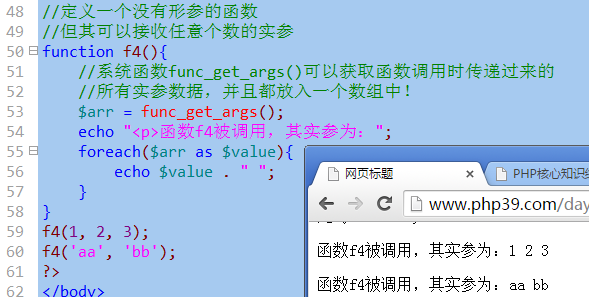 48 //定义一个没有形参的函数
49 //但其可以接收任意个数的实参
50 function f4(){
51 //系统函数func_get_args()可以获取函数调用时传递过来的
52 //所有实参数据，并且都放入一个数组中！
53 $arr = func_get_args();
54 echo "<p>函数f4被调用，其实参为：";
55 foreach($arr as $value){
56 echo $value . " ";
57 }
58 }
59 f4(1, 2, 3);
60 f4('aa', 'bb');
61 ?>
62 </body>
网页标题
PHP核心知识
www.php39.com/day
函数f4被调用，其实参为：1 2 3
函数f4被调用，其实参为：aa bb